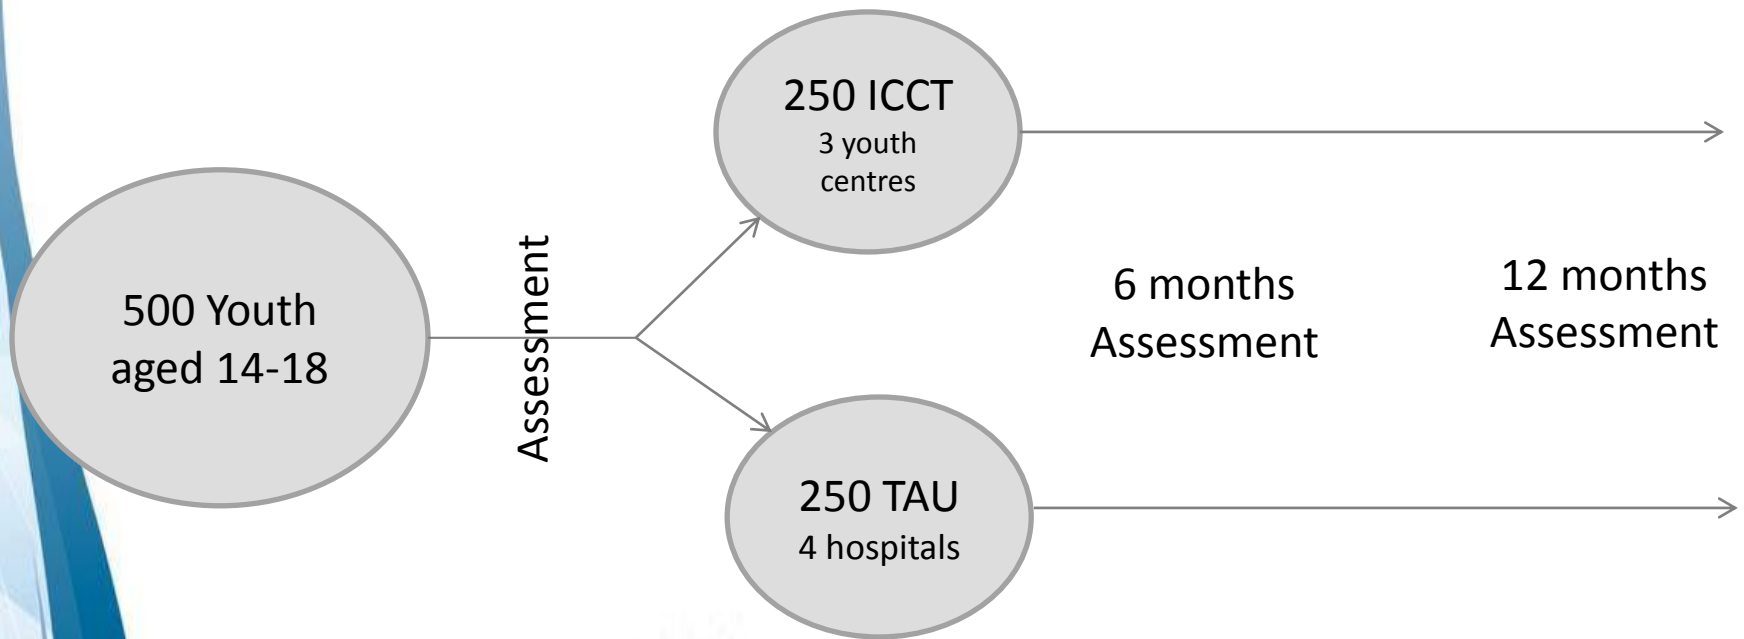 500 Youth
aged 14-18
Assessment
250 ICCT
3 youth
centres
250 TAU
4 hospitals
6 months
Assessment
12 months
Assessment